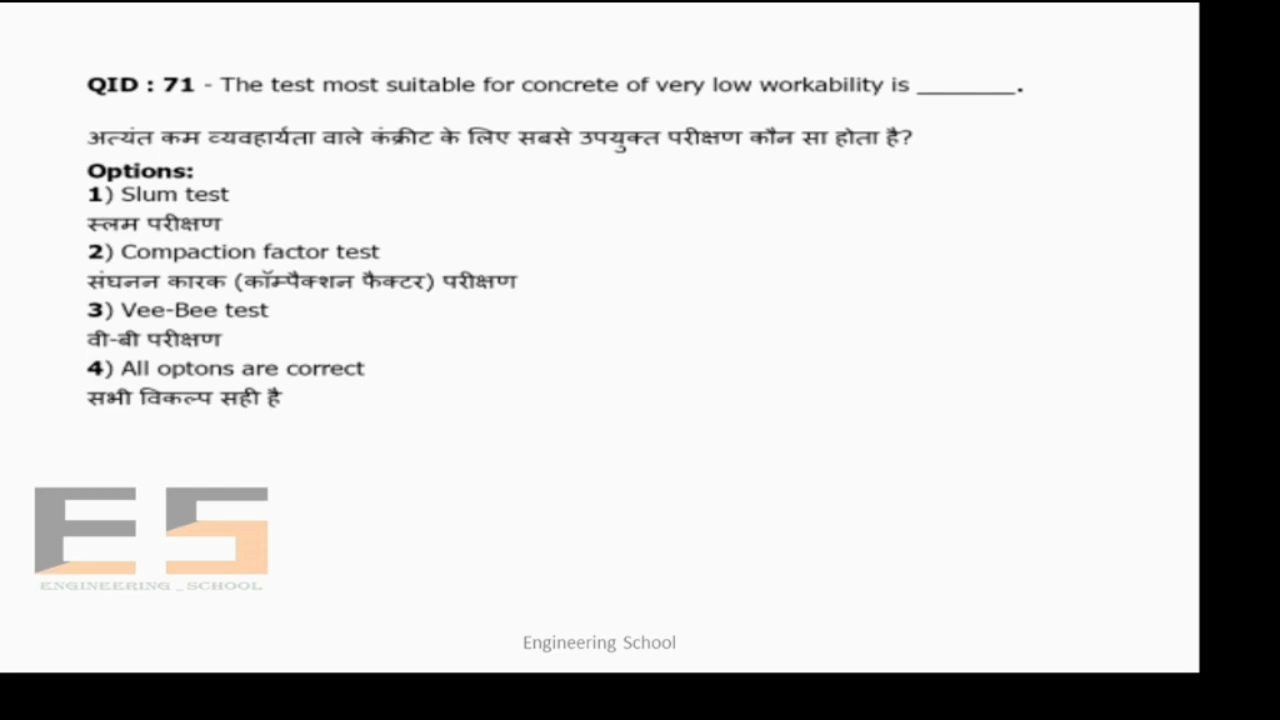 QID : 71 - The test most suitable for concrete of very low workability is ________.
अत्यंत कम व्यवहार्यता वाले कंक्रीट के लिए सबसे उपयुक्त परीक्षण कौन सा होता है?
Options:
1) Slum test
स्लम परीक्षण
2) Compaction factor test
संघनन कारक (कॉम्पैक्शन फैक्टर) परीक्षण
3) Vee-Bee test
वी-बी परीक्षण
4) All optons are correct
सभी विकल्प सही है
ES
ENGINEERING _SCHOOL
Engineering School